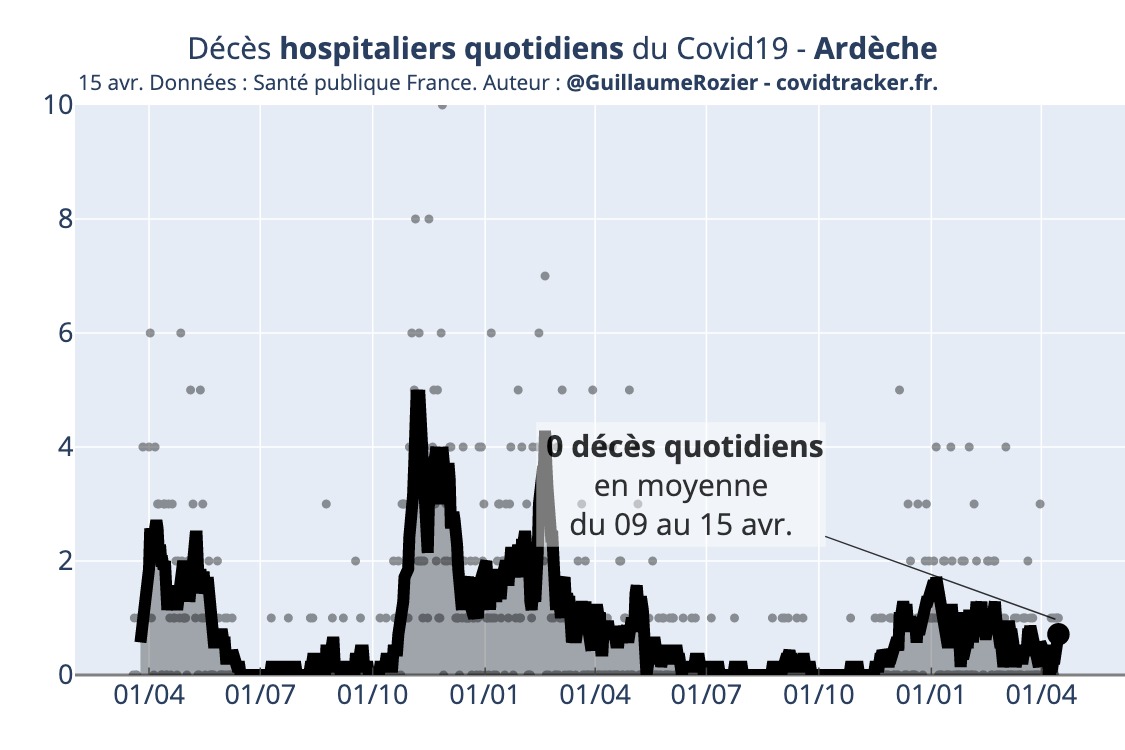 Décès hospitaliers quotidiens du Covid19 - Ardèche
15 avr. Données : Santé publique France. Auteur : @GuillaumeRozier - covidtracker.fr.
10
8
6
4
2
0
0 décès quotidiens
en moyenne
du 09 au 15 avr.
01/04 01/07 01/10 01/01 01/04 01/07 01/10 01/01 01/04